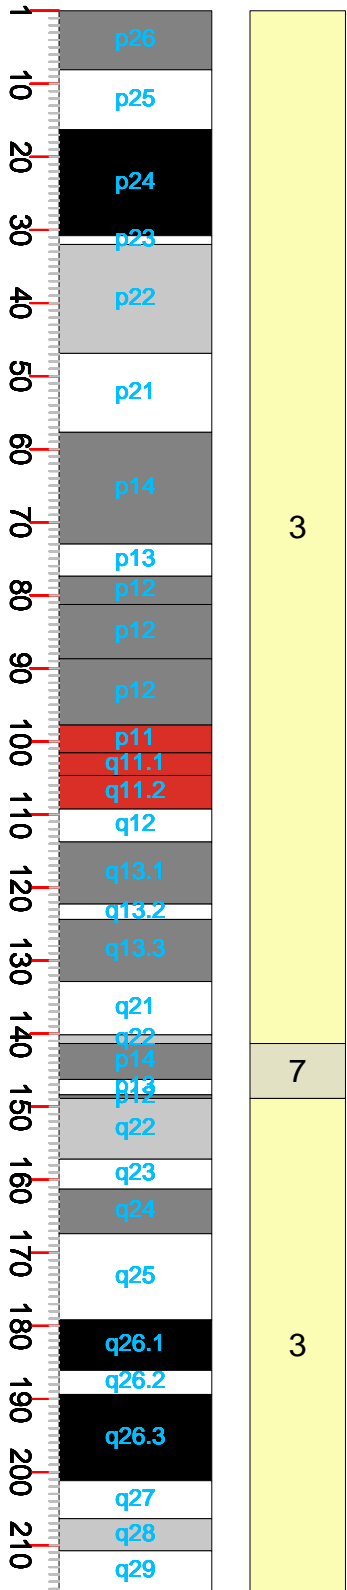 1
10
20
30
40
50
60
70
80
90
100
110
120
130
140
150
160
170
180
190
200
210
p26
p25
p24
p23
p22
p21
p14
p13
p12
p12
p12
p11
q11.1
q11.2
q12
q13.1
q13.2
q13.3
q21
q22
p14
p13
p12
q22
q23
q24
q25
q26.1
q26.2
q26.3
q27
q28
q29
3
7
3